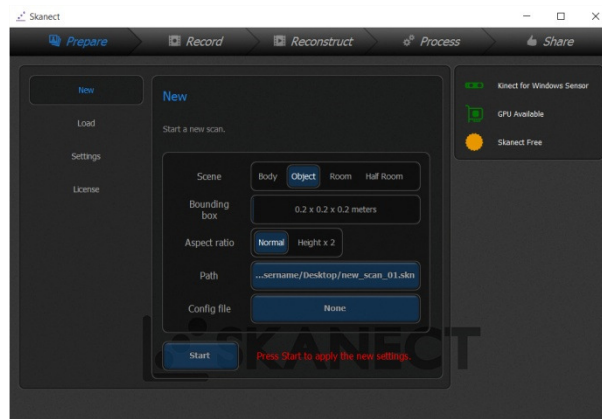 Skanect
Prepare Record Reconstruct Process Share
New
Load
Settings
License
New
Start a new scan.
Scene Body Object Room Half Room
Bounding
box
0.2 x 0.2 x 0.2 meters
Aspect ratio Normal Height x 2
Path ...sername/Desktop/new_scan_01.skn
Config file None
Start Press Start to apply the new settings.
SKANECT
Kinect for Windows Sensor
GPU Available
Skanect Free